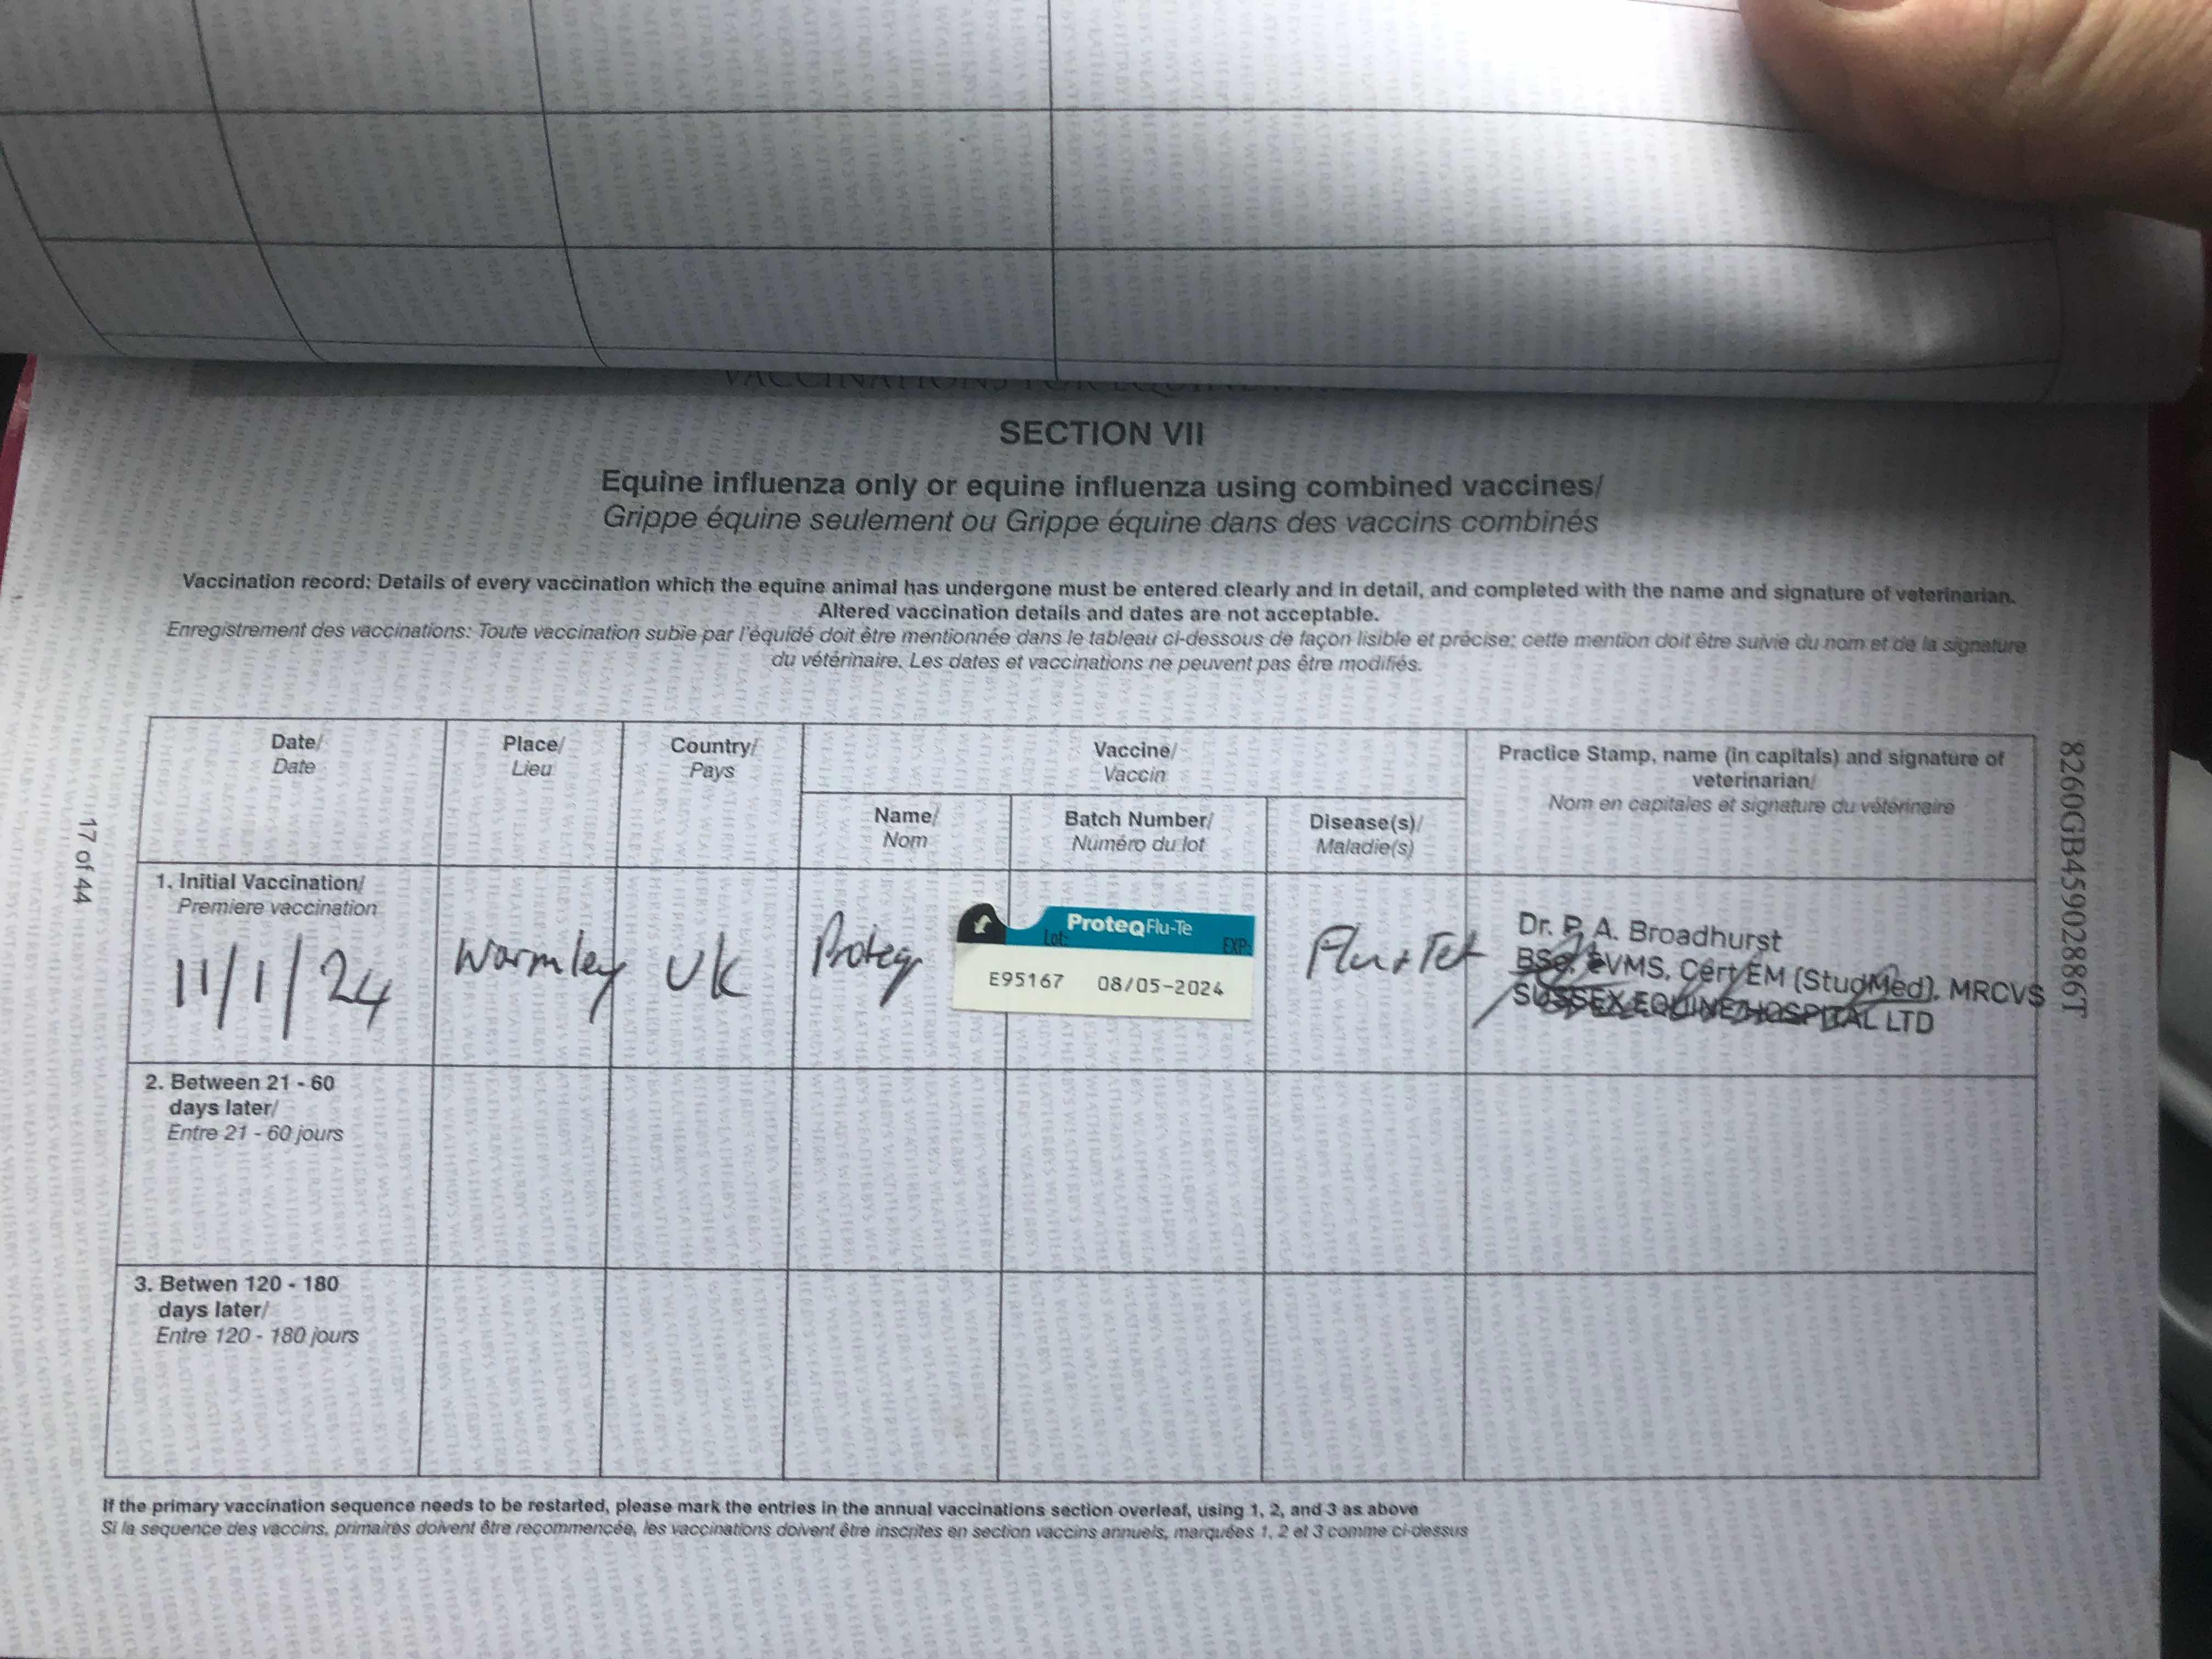 SECTION VII
Equine influenza only or equine influenza using combined vaccines/
Grippe équine seulement ou Grippe équine dans des vaccins combinés
Vaccination record: Details of every vaccination which the equine animal has undergone must be entered clearly and in detail, and completed with the name and signature of veterinarian.
Altered vaccination details and dates are not acceptable.
Enregistrement des vaccinations: Toute vaccination subie par l'équidé doit être mentionnée dans le tableau ci-dessous de façon lisible et précise; cette mention doit être suivie du nom et de la signature
du vétérinaire. Les dates et vaccinations ne peuvent pas être modifiés.
Date/
Date
Place/
Lieu
Country/
Pays
Vaccine/
Vaccin
Practice Stamp, name (in capitals) and signature of
veterinarian/
Nom en capitales et signature du vétérinaire
Name/
Nom
Batch Number/
Numéro du lot
Disease(s)/
Maladie(s)
1. Initial Vaccination/
Premiere vaccination
11/1/24
Warmley
UK
Proteq
ProteqFlu-Te
Lot:
EXP:
E95167 08/05-2024
Flu+Tet
Dr. P. A. Broadhurst
BSc. BVMS, Cert EM (StudMed), MRCVS
SUSSEX EQUINE HOSPITAL LTD
2. Between 21 - 60
days later/
Entre 21 - 60 jours
3. Betwen 120 - 180
days later/
Entre 120 - 180 jours
If the primary vaccination sequence needs to be restarted, please mark the entries in the annual vaccinations section overleaf, using 1, 2, and 3 as above
Si la sequence des vaccins, primaires doivent être recommencée, les vaccinations doivent être inscrites en section vaccins annuels, marquées 1, 2 et 3 comme ci-dessus
17 of 44
8260GB45902886T